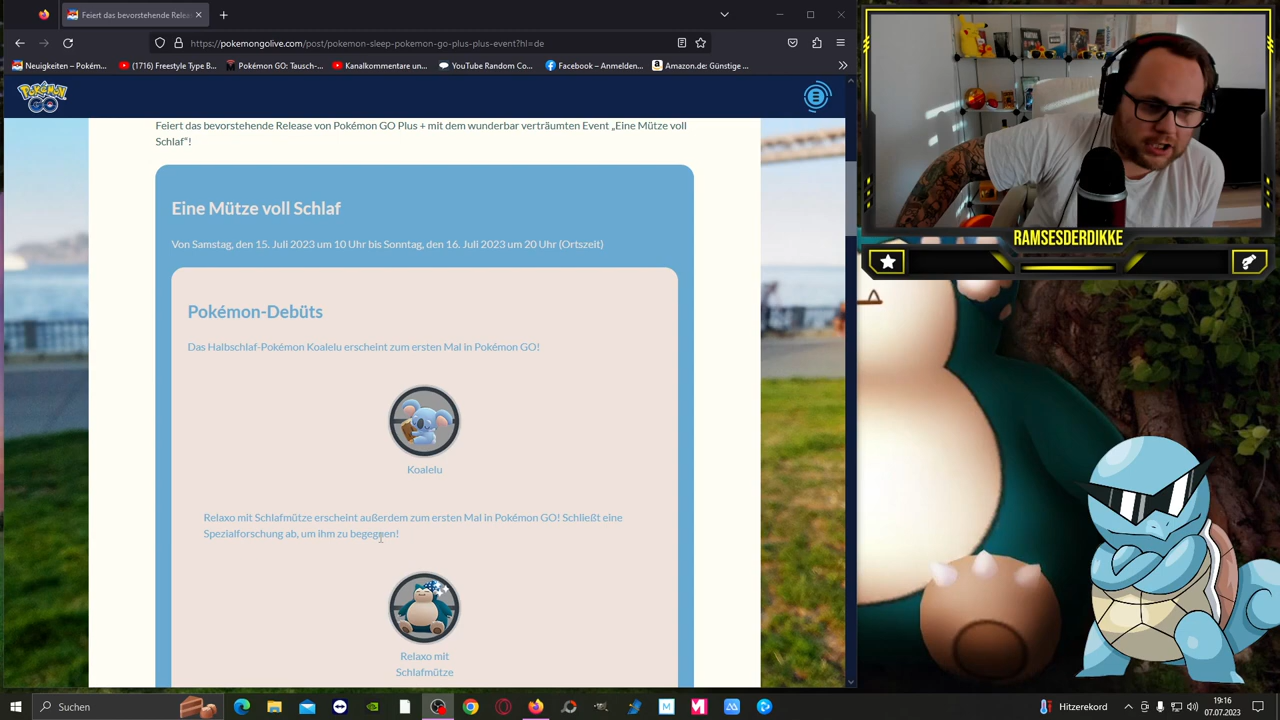 Feiert das bevorstehende Release
https://pokemongolive.com/post/pokemon-sleep-pokemon-go-plus-plus-event?hl=de
Neuigkeiten – Pokém...
(1716) Freestyle Type B...
Pokémon GO: Tausch-...
Kanalkommentare un...
YouTube Random Co...
Facebook – Anmelden...
Amazon.de: Günstige ...
POKÉMON
GO
Feiert das bevorstehende Release von Pokémon GO Plus + mit dem wunderbar verträumten Event „Eine Mütze voll
Schlaf“!
Eine Mütze voll Schlaf
Von Samstag, den 15. Juli 2023 um 10 Uhr bis Sonntag, den 16. Juli 2023 um 20 Uhr (Ortszeit)
Pokémon-Debüts
Das Halbschlaf-Pokémon Koalelu erscheint zum ersten Mal in Pokémon GO!
Koalelu
Relaxo mit Schlafmütze erscheint außerdem zum ersten Mal in Pokémon GO! Schließt eine
Spezialforschung ab, um ihm zu begegnen!
Relaxo mit
Schlafmütze
RAMSESDERDIKKE
Suchen
Hitzerekord
19:16
07.07.2023